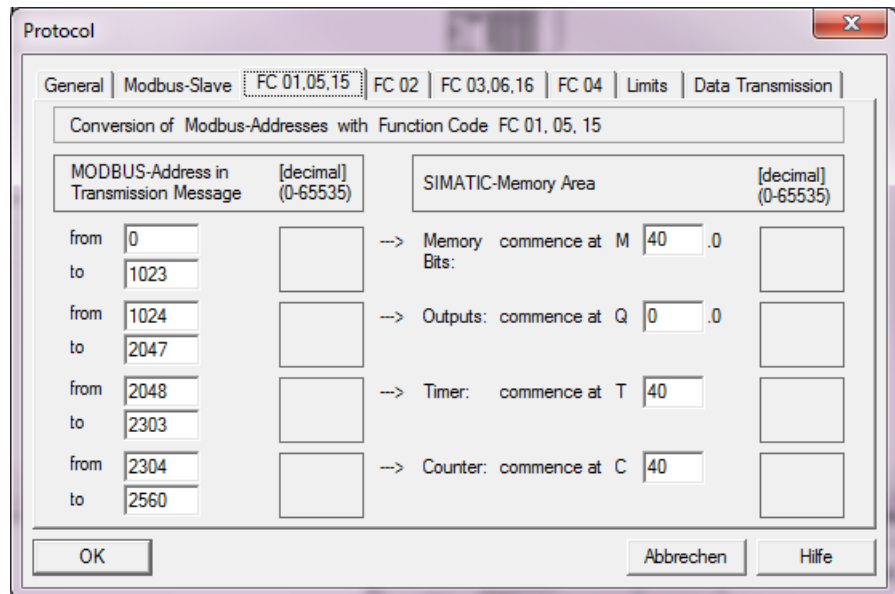 Protocol
General Modbus-Slave FC 01,05,15 FC 02 FC 03,06,16 FC 04 Limits Data Transmission
Conversion of Modbus-Addresses with Function Code FC 01, 05, 15
MODBUS-Address in [decimal]
Transmission Message (0-65535)
SIMATIC-Memory Area [decimal]
(0-65535)
from 0 ---> Memory commence at M 40 .0
Bits:
to 1023
from 1024 ---> Outputs: commence at Q 0 .0
to 2047
from 2048 ---> Timer: commence at T 40
to 2303
from 2304 ---> Counter: commence at C 40
to 2560
OK Abbrechen Hilfe